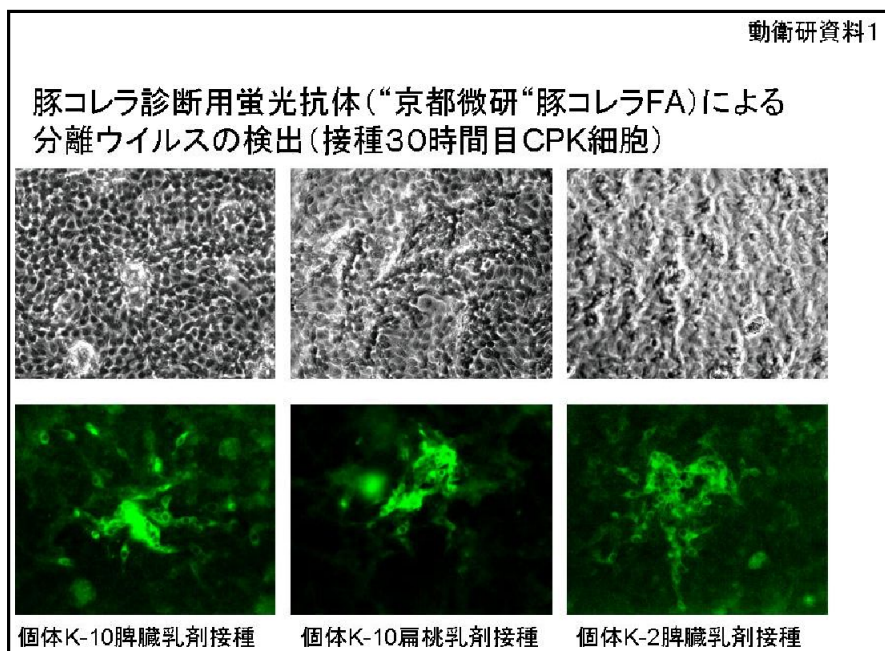 動衛研資料1
豚コレラ診断用蛍光抗体(“京都微研“豚コレラFA)による
分離ウイルスの検出(接種30時間目CPK細胞)
個体K-10脾臓乳剤接種
個体K-10扁桃乳剤接種
個体K-2脾臓乳剤接種